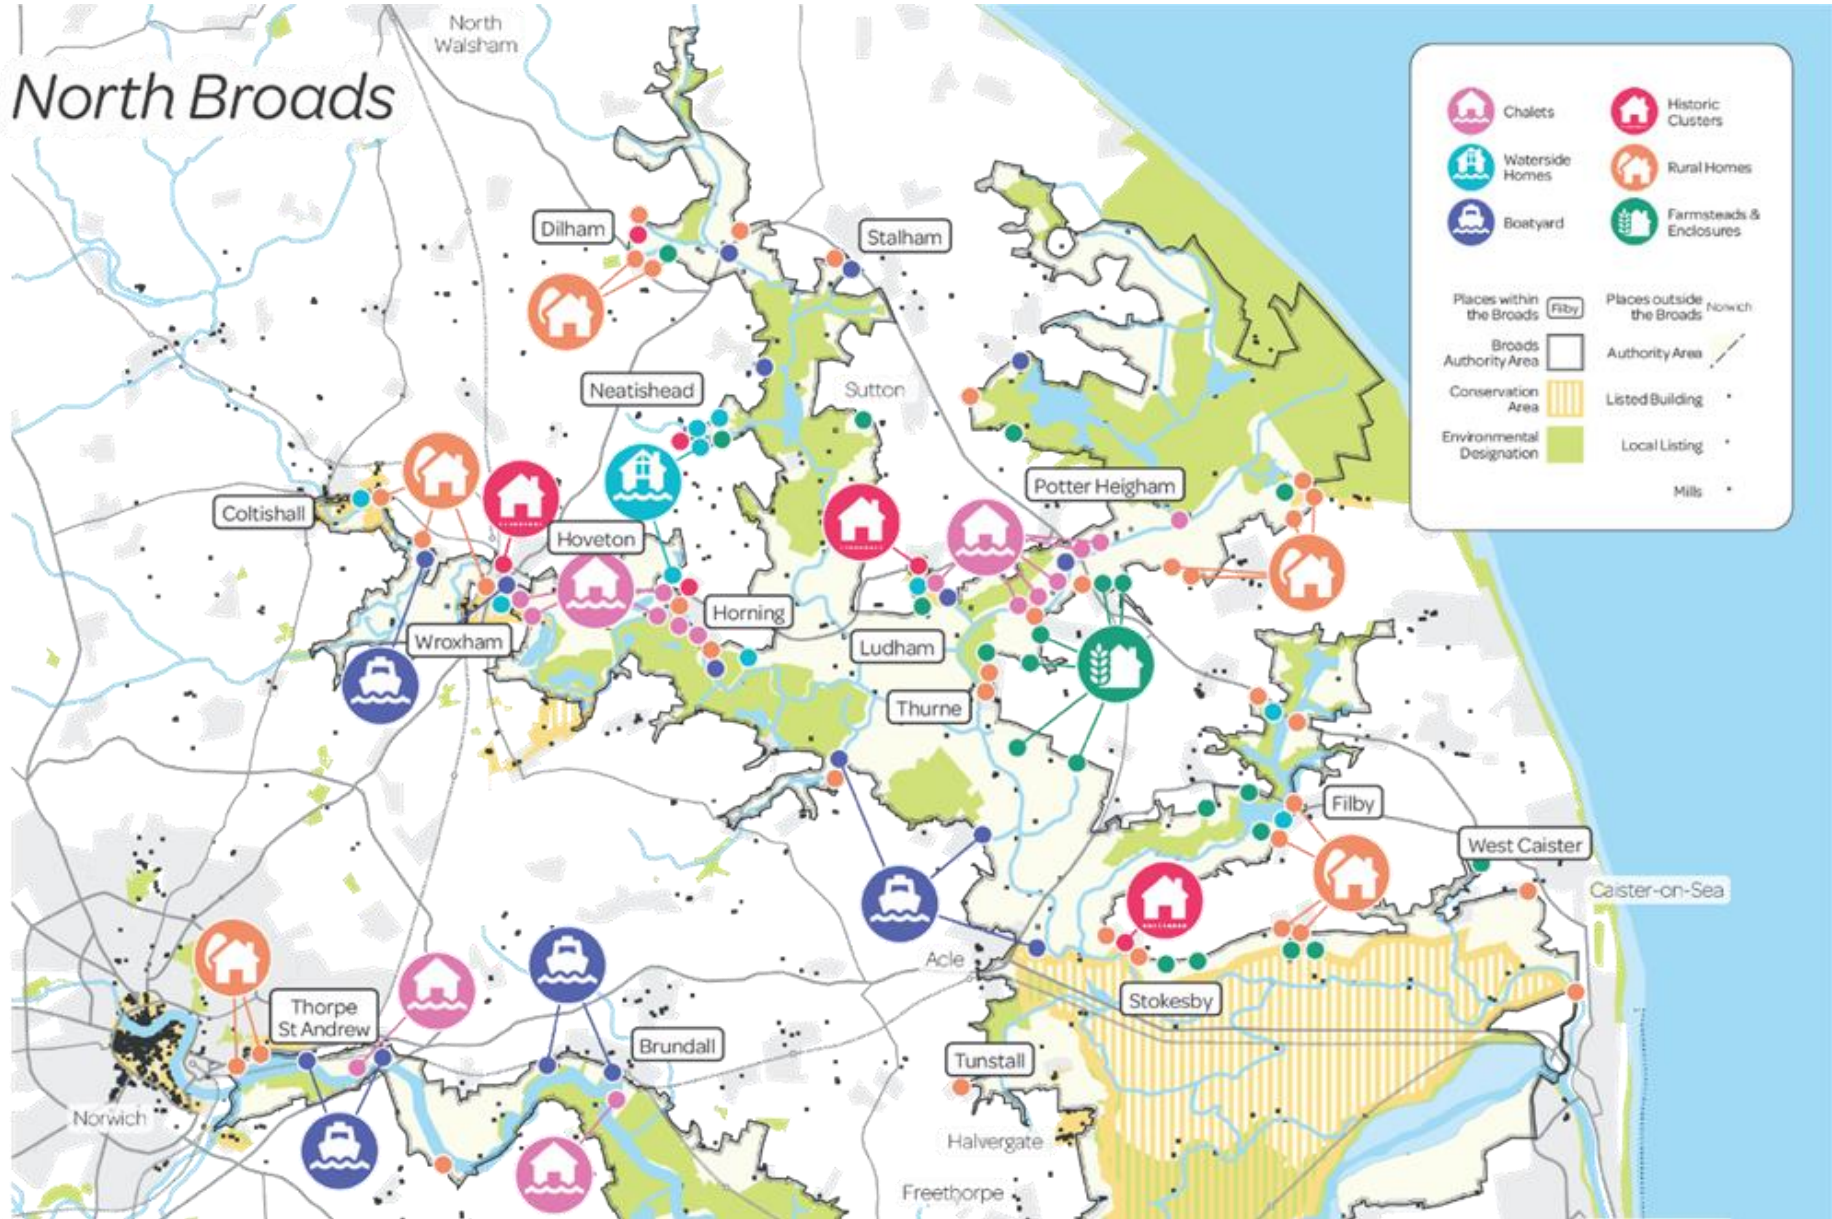 North Broads
North
Walsham
Dilham
Stalham
Neatishead
Sutton
Coltishall
Hoveton
Potter Heigham
Wroxham
Horning
Ludham
Thurne
Filby
West Caister
Caister-on-Sea
Acle
Stokesby
Thorpe
St Andrew
Brundall
Tunstall
Norwich
Halvergate
Freethorpe
Chalets
Historic
Clusters
Waterside
Homes
Rural Homes
Boatyard
Farmsteads &
Enclosures
Places within
the Broads
Filby
Places outside
the Broads
Norwich
Broads
Authority Area
Authority Area
Conservation
Area
Listed Building
Environmental
Designation
Local Listing
Mills